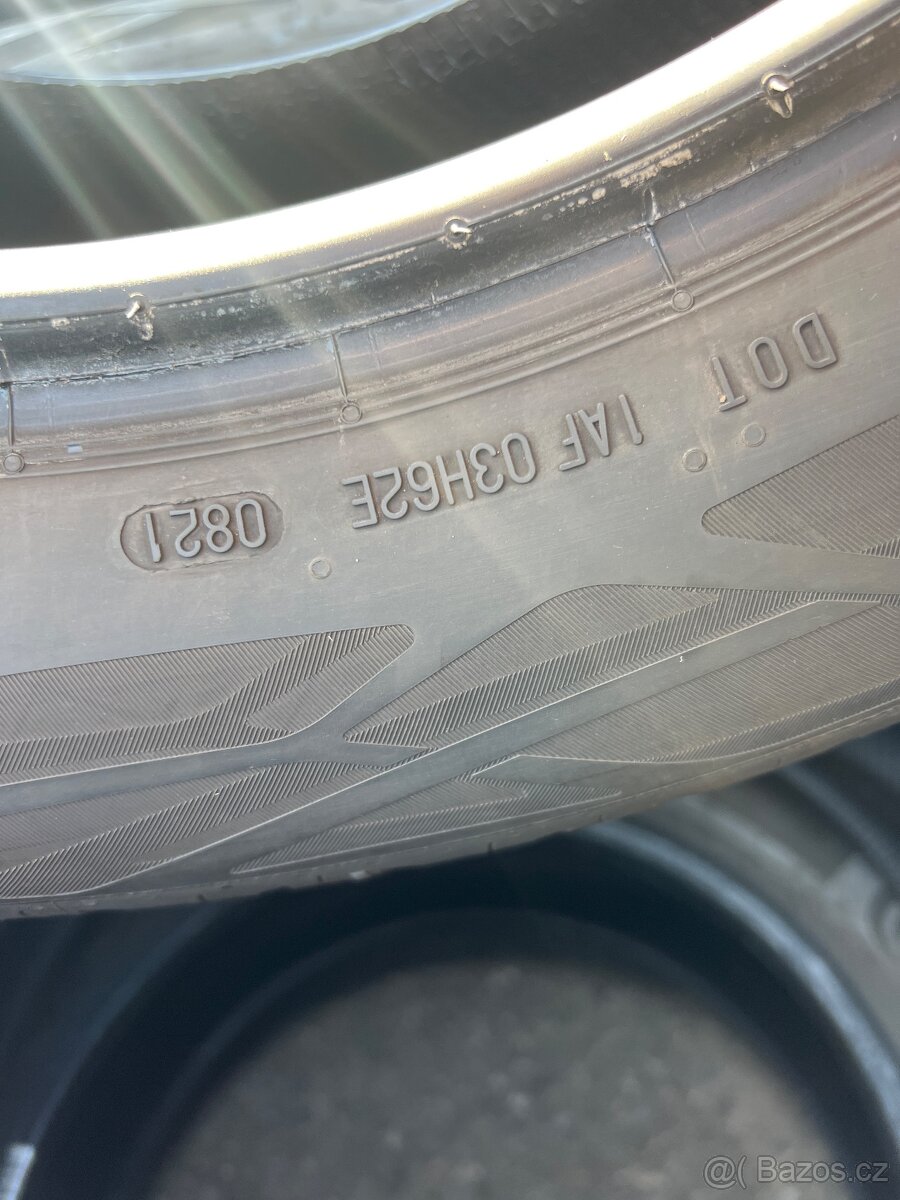 DOT 1AF 03H62E 0821
@( Bazos.cz